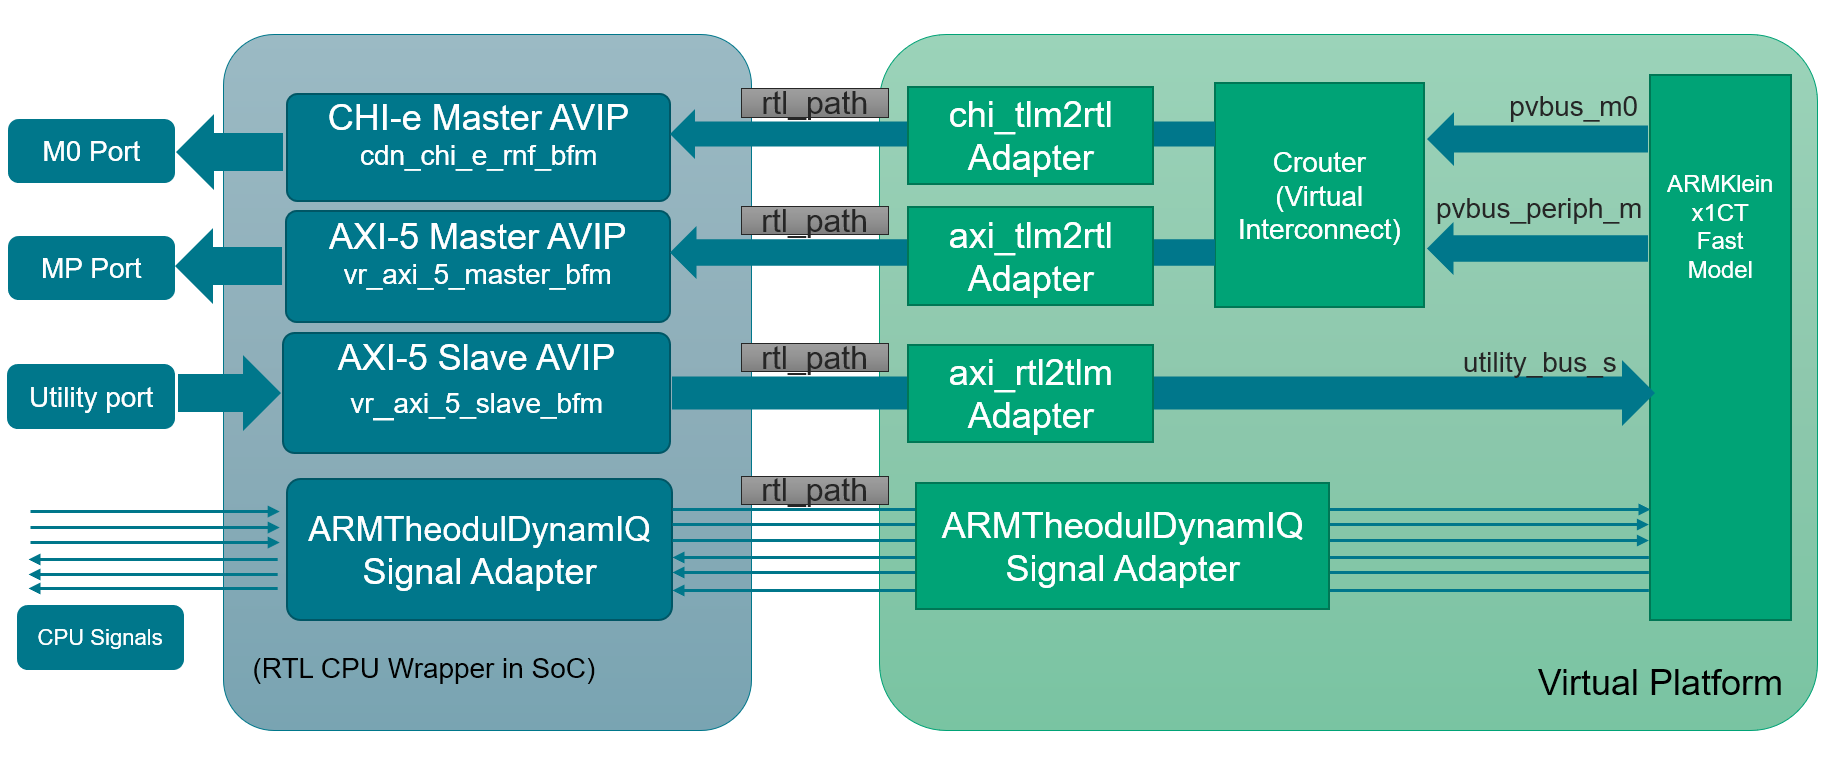 M0 Port
CHI-e Master AVIP
cdn_chi_e_rnf_bfm
rtl_path
chi_tlm2rtl
Adapter
Crouter
(Virtual
Interconnect)
pvbus_m0
ARMKlein
x1CT
Fast
Model
MP Port
AXI-5 Master AVIP
vr_axi_5_master_bfm
rtl_path
axi_tlm2rtl
Adapter
pvbus_periph_m
Utility port
AXI-5 Slave AVIP
vr_axi_5_slave_bfm
rtl_path
axi_rtl2tlm
Adapter
utility_bus_s
CPU Signals
ARMTheodulDynamIQ
Signal Adapter
rtl_path
ARMTheodulDynamIQ
Signal Adapter
(RTL CPU Wrapper in SoC)
Virtual Platform